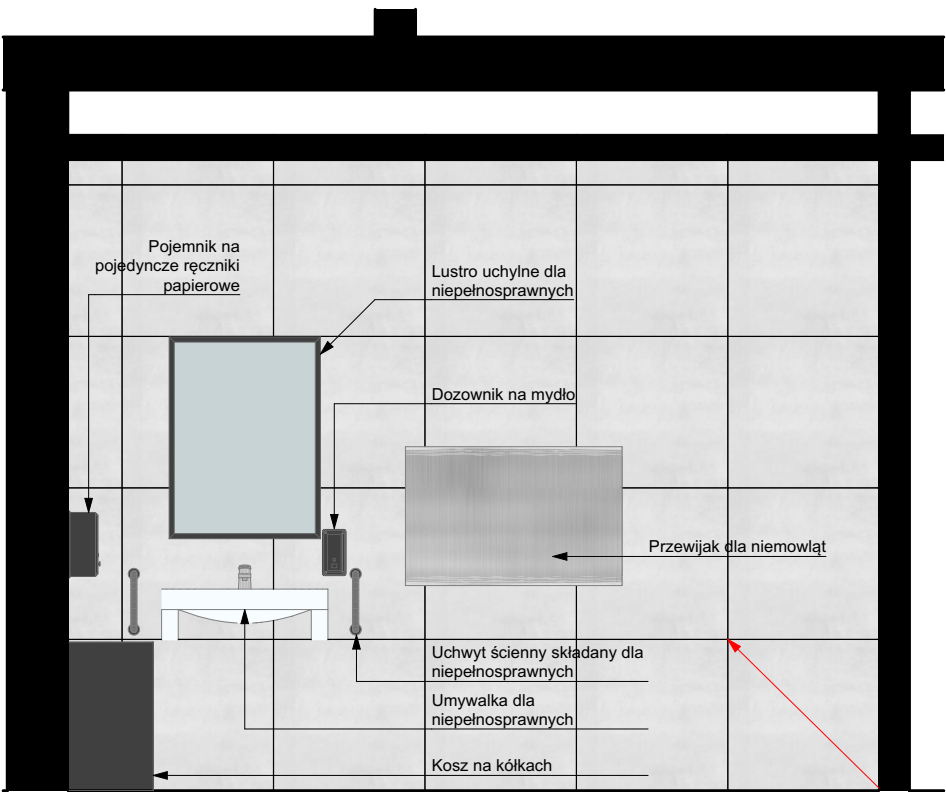 Pojemnik na
pojedyncze ręczniki
papierowe
Lustro uchylne dla
niepełnosprawnych
Dozownik na mydło
Przewijak dla niemowląt
Uchwyt ścienny składany dla
niepełnosprawnych
Umywalka dla
niepełnosprawnych
Kosz na kółkach